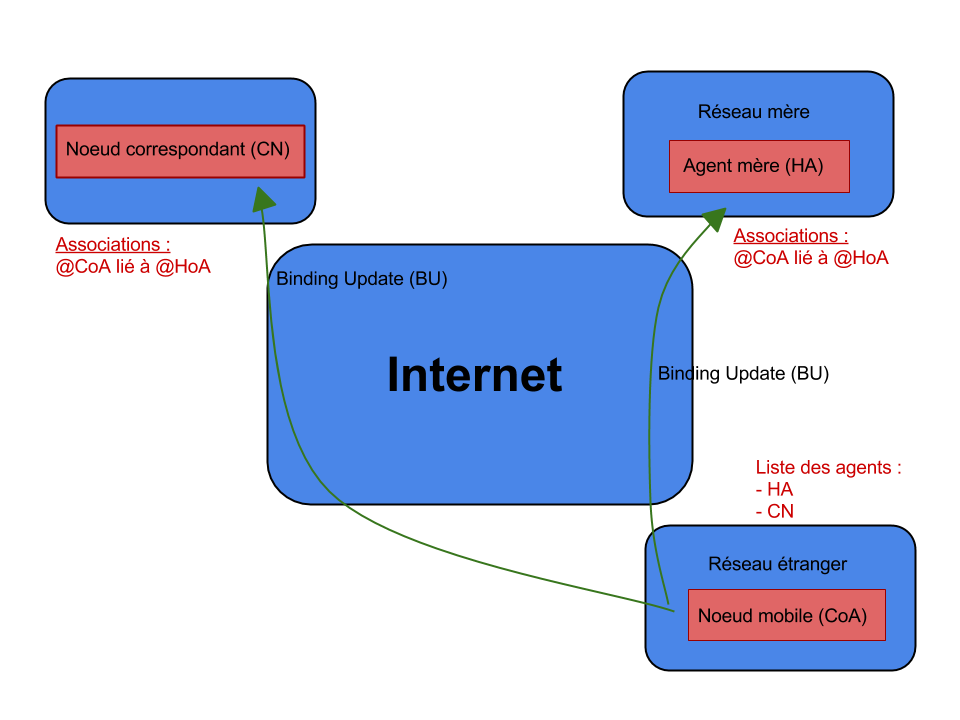 Réseau mère
Noeud correspondant (CN)
Agent mère (HA)
Associations :
@CoA lié à @HoA
Associations :
@CoA lié à @HoA
Binding Update (BU)
Internet
Binding Update (BU)
Liste des agents :
- HA
- CN
Réseau étranger
Noeud mobile (CoA)